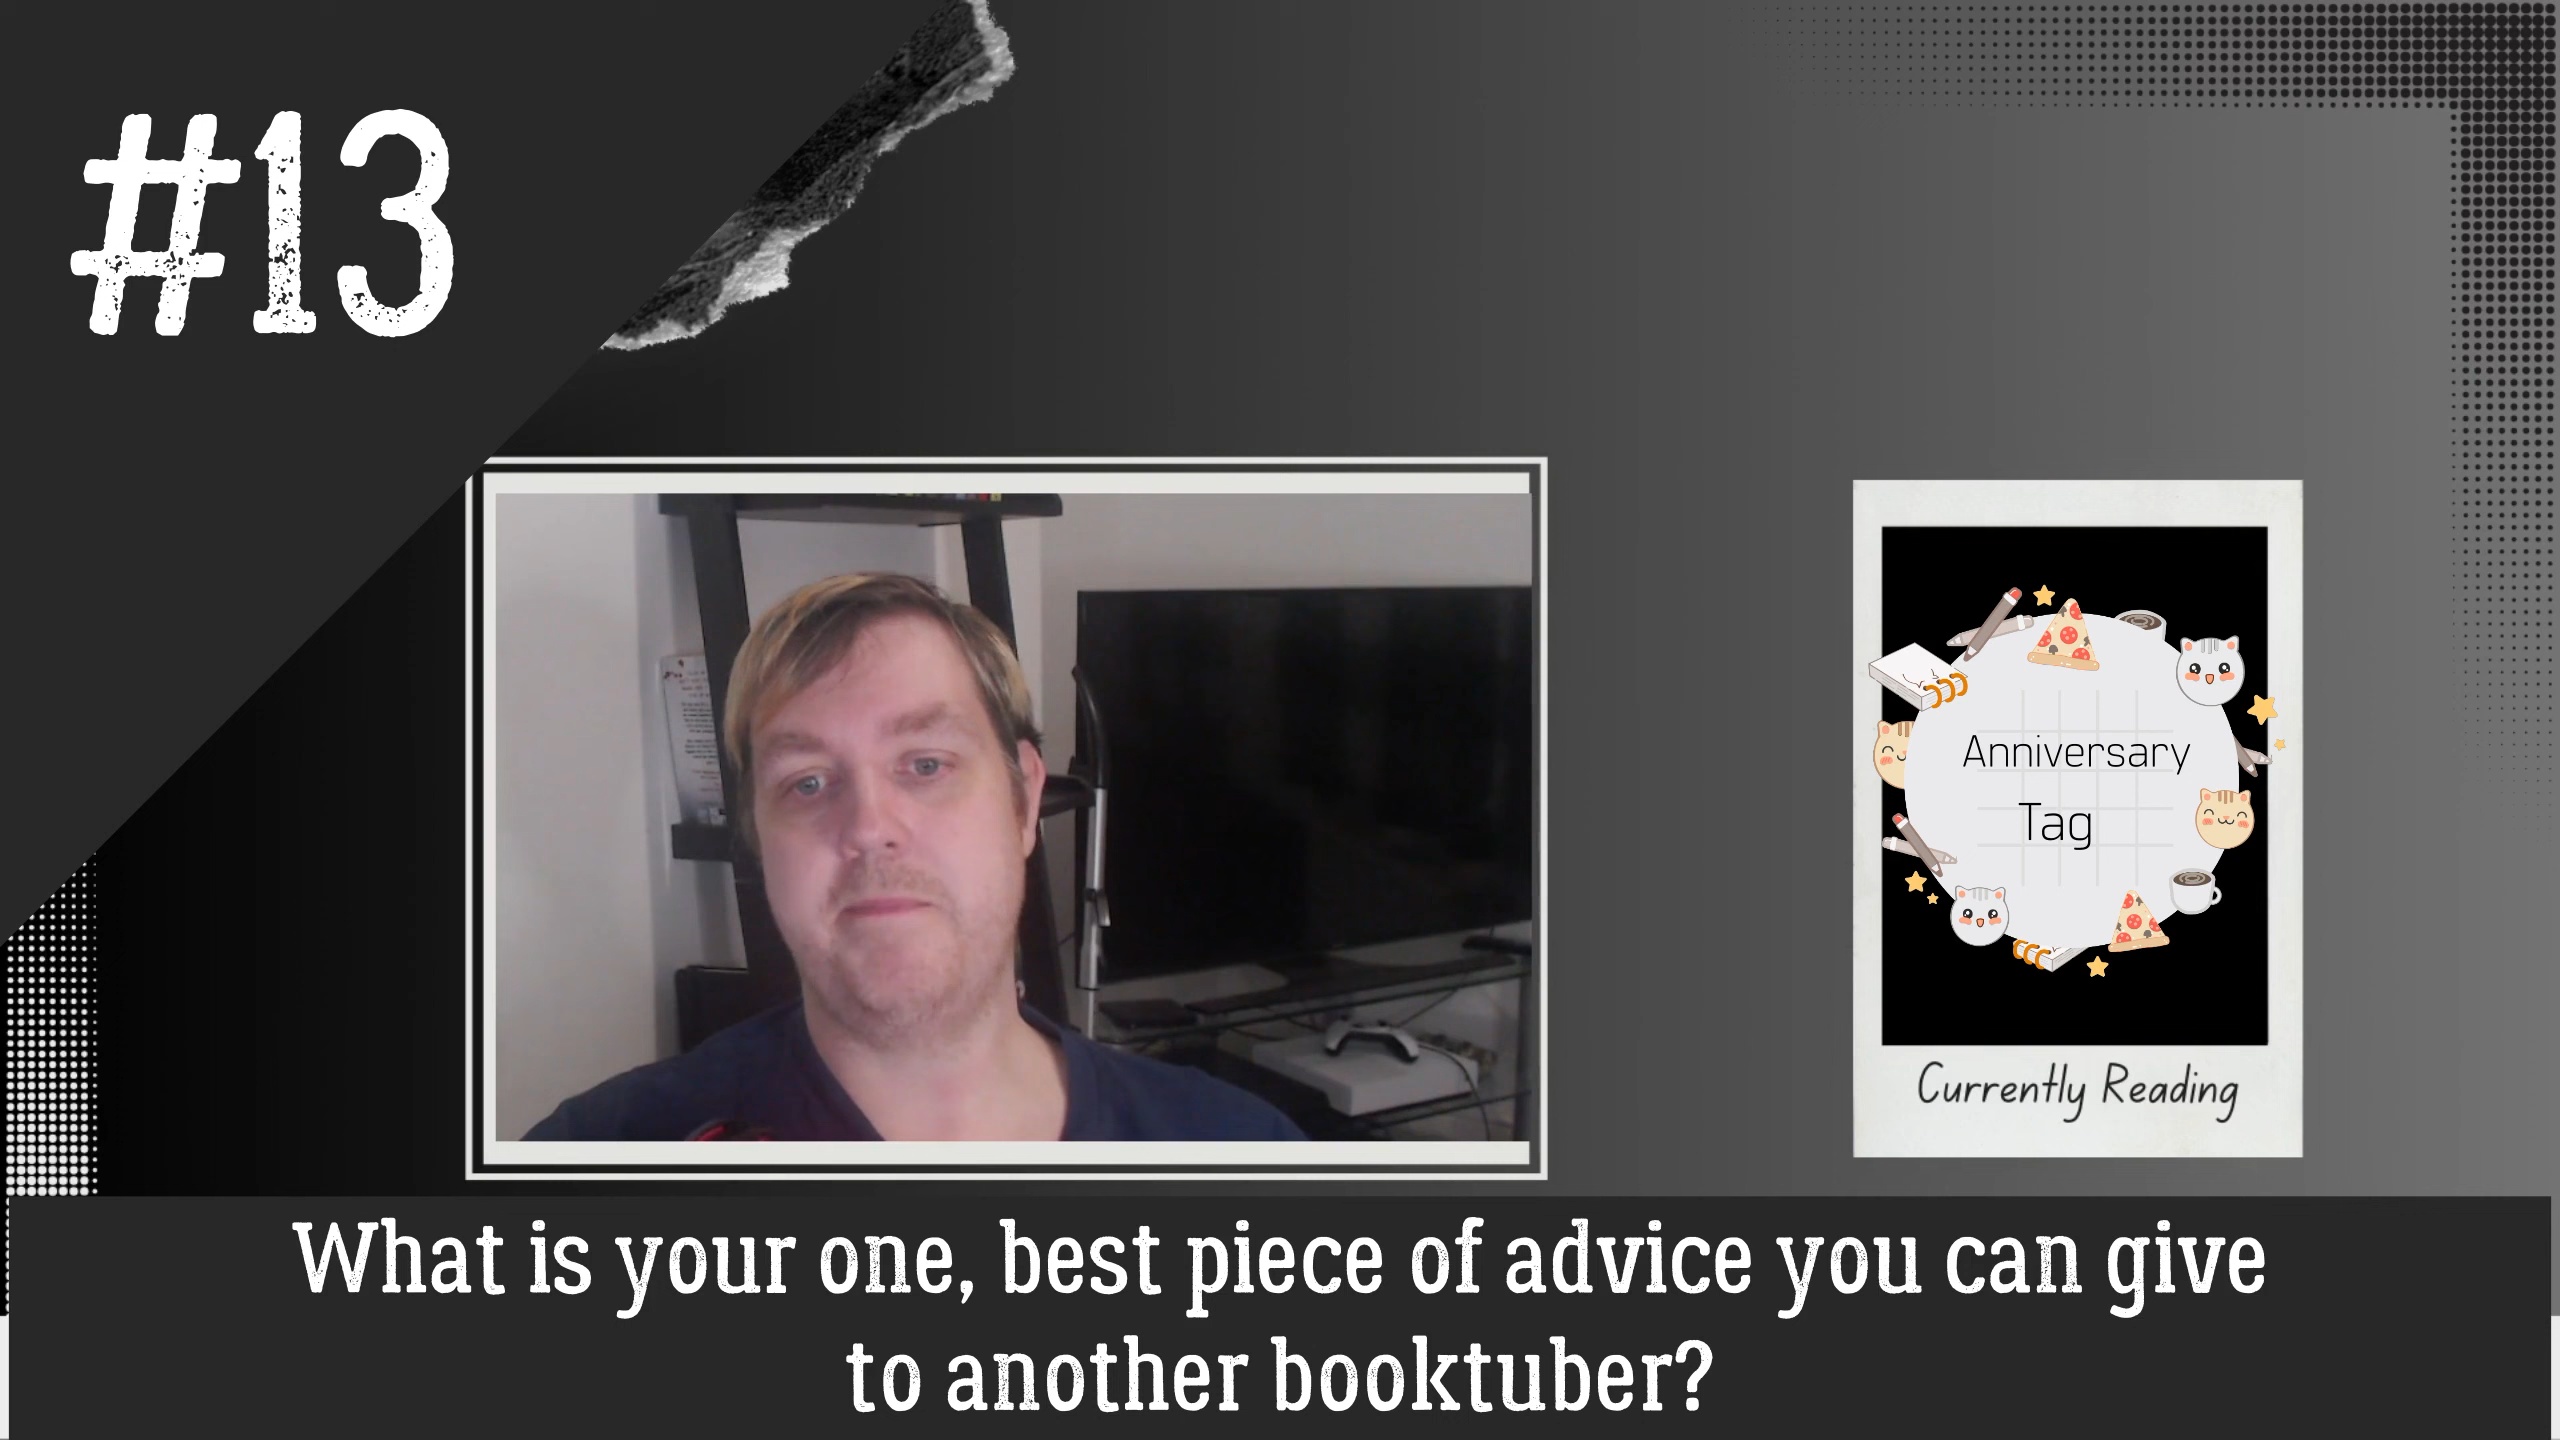 #13
Anniversary
Tag
Currently Reading
What is your one, best piece of advice you can give
to another booktuber?